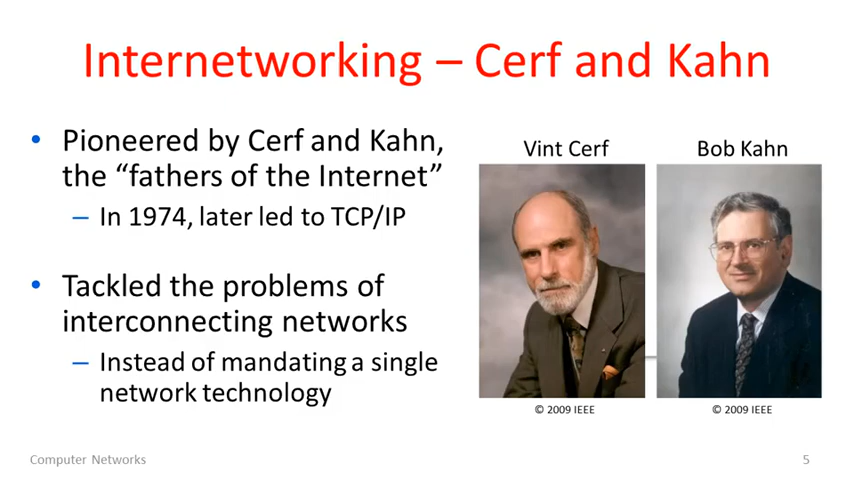 Internetworking – Cerf and Kahn
• Pioneered by Cerf and Kahn,
the “fathers of the Internet”
– In 1974, later led to TCP/IP
• Tackled the problems of
interconnecting networks
– Instead of mandating a single
network technology
Vint Cerf
Bob Kahn
© 2009 IEEE
© 2009 IEEE
Computer Networks
5